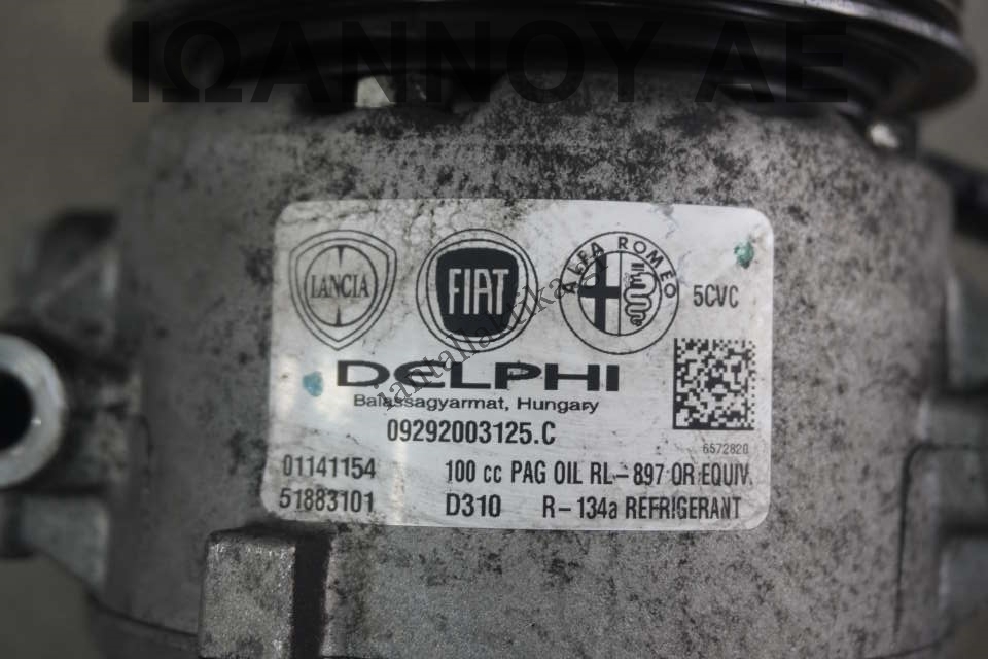 ΙΩΑΝΝΟΥ ΑΕ
LANCIA
FIAT
ALFA ROMEO
5CVC
DELPHI
Balassagyarmat, Hungary
09292003125.C
6572820
01141154 100 cc PAG OIL RL-897 OR EQUIV.
51883101 D310 R-134a REFRIGERANT